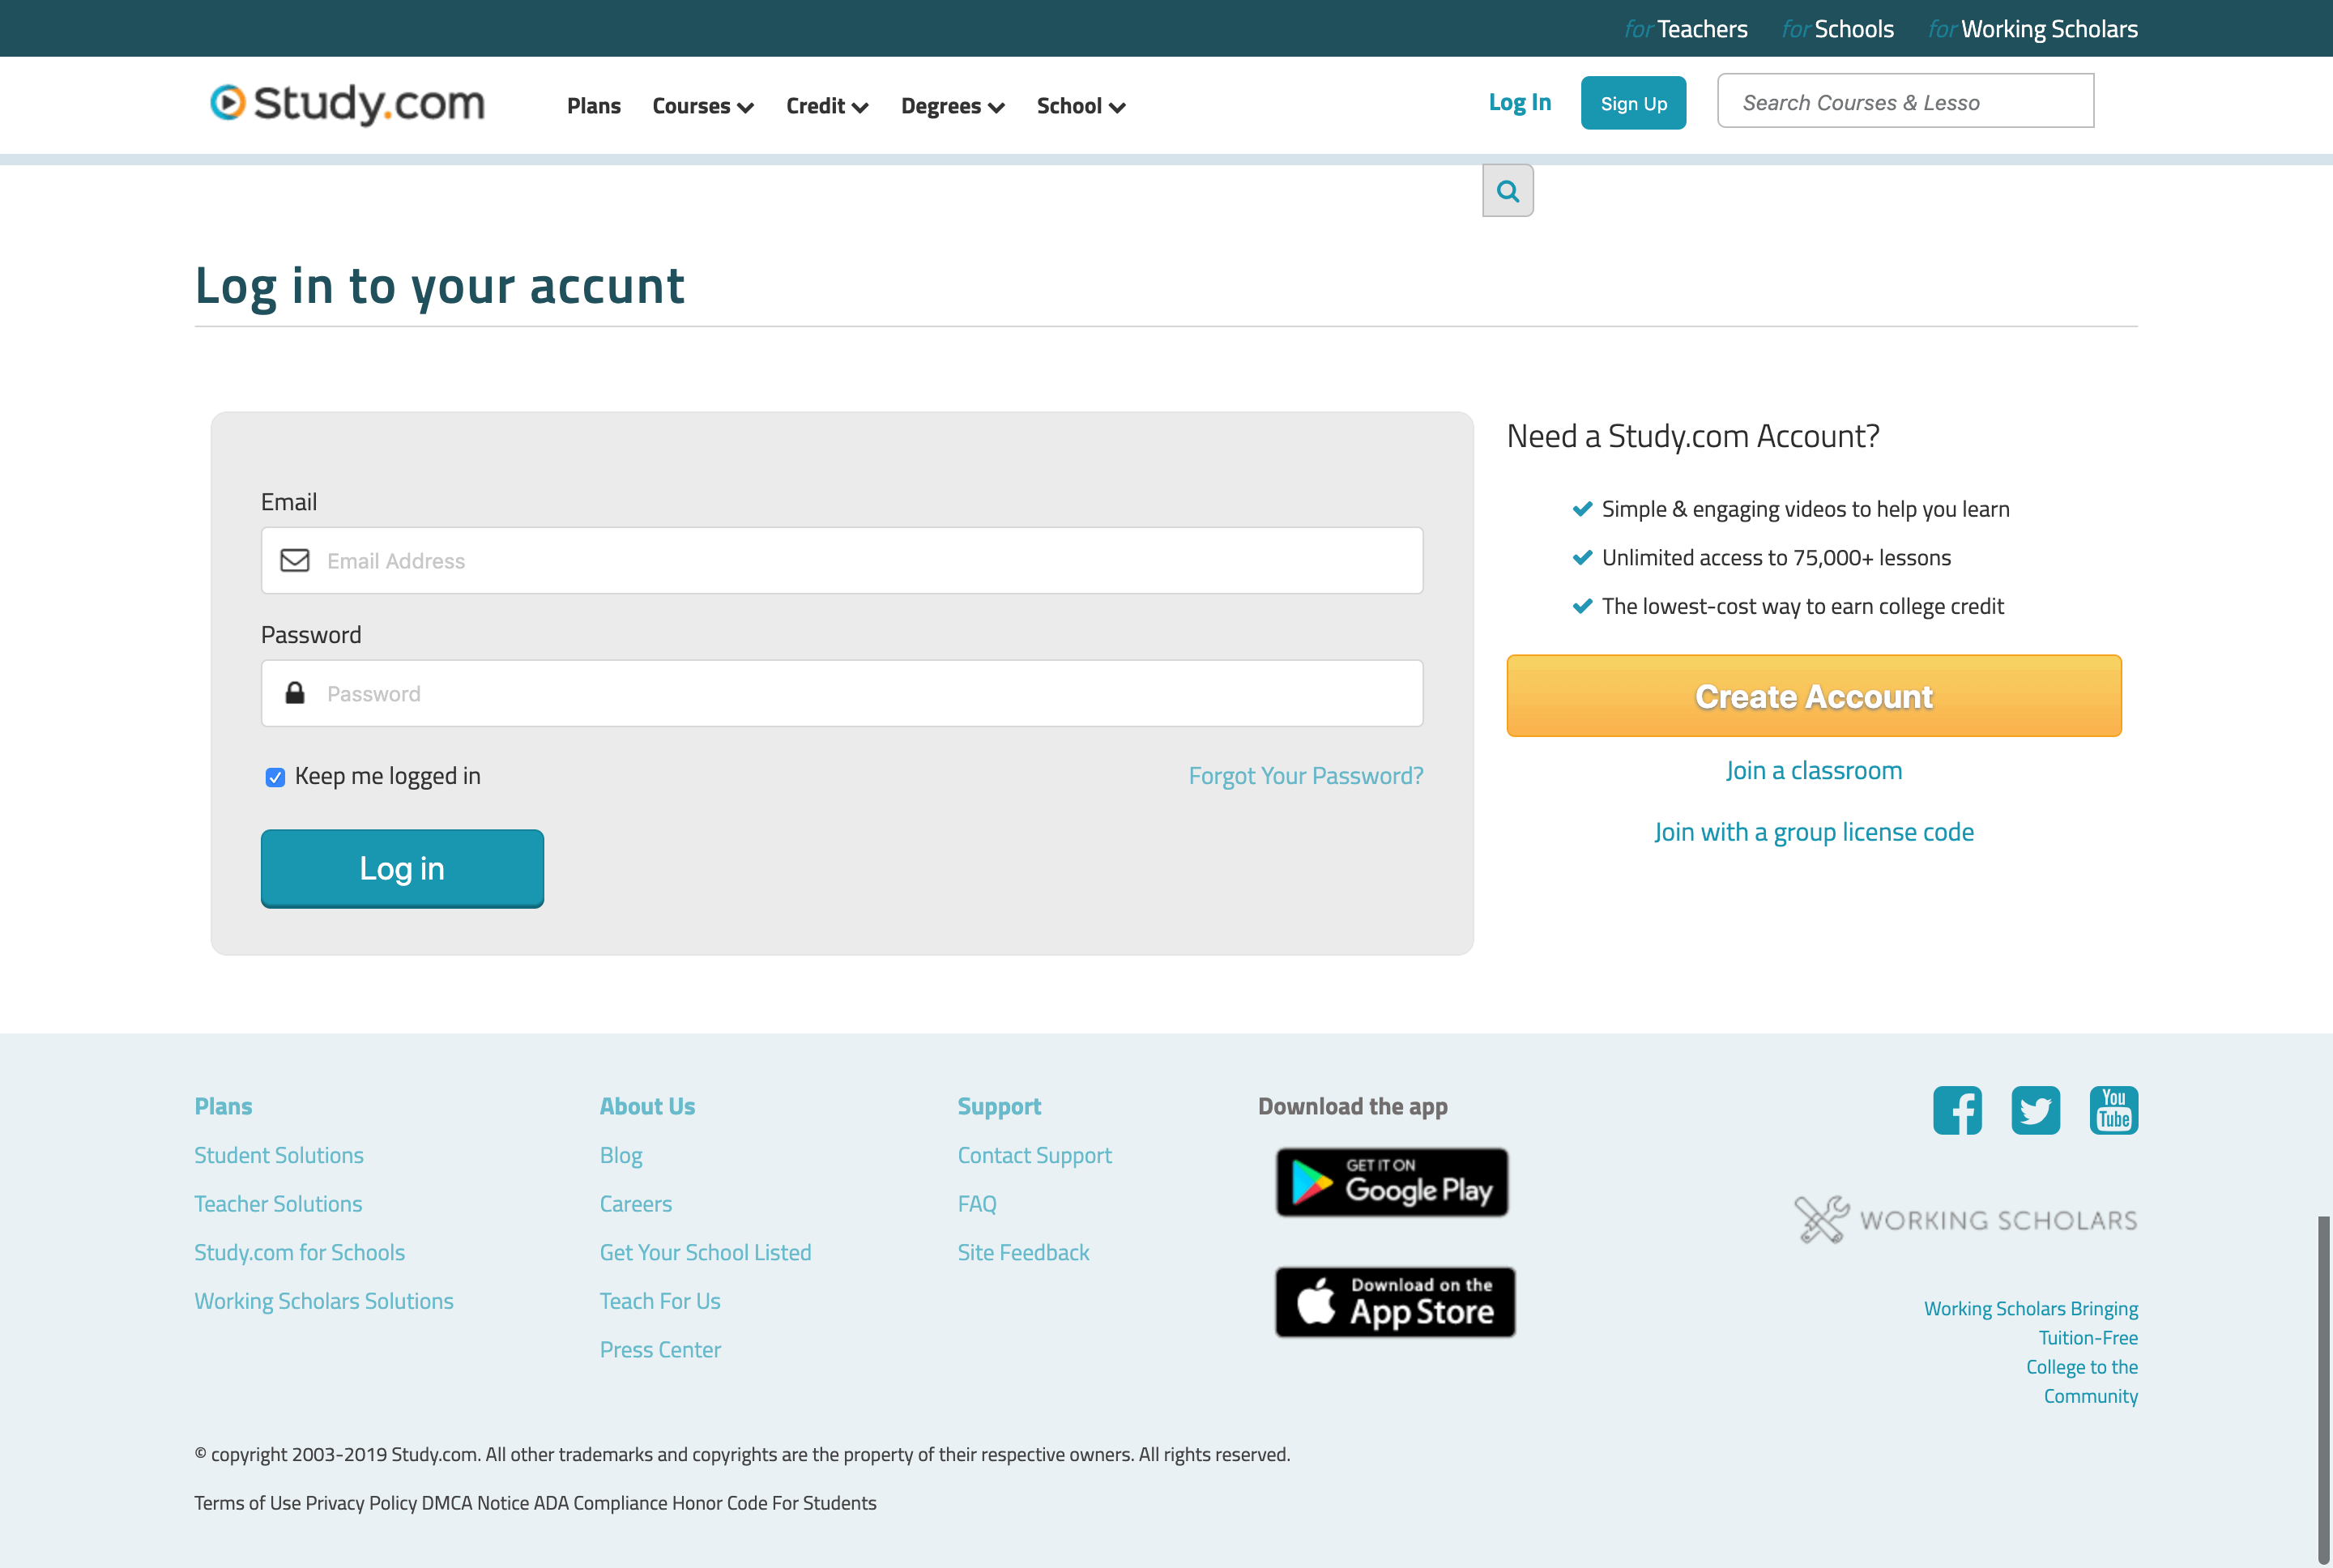 for Teachers for Schools for Working Scholars
Study.com Plans Courses Credit Degrees School Log In Sign Up Search Courses & Lesso
Log in to your accunt
Need a Study.com Account?
Email
Simple & engaging videos to help you learn
Email Address
Unlimited access to 75,000+ lessons
The lowest-cost way to earn college credit
Password
Password
Create Account
Keep me logged in Forgot Your Password?
Join a classroom
Join with a group license code
Log in
Plans
Student Solutions
Teacher Solutions
Study.com for Schools
Working Scholars Solutions
About Us
Blog
Careers
Get Your School Listed
Teach For Us
Press Center
Support
Contact Support
FAQ
Site Feedback
Download the app
GET IT ON
Google Play
Download on the
App Store
You
Tube
WORKING SCHOLARS
Working Scholars Bringing
Tuition-Free
College to the
Community
© copyright 2003-2019 Study.com. All other trademarks and copyrights are the property of their respective owners. All rights reserved.
Terms of Use Privacy Policy DMCA Notice ADA Compliance Honor Code For Students